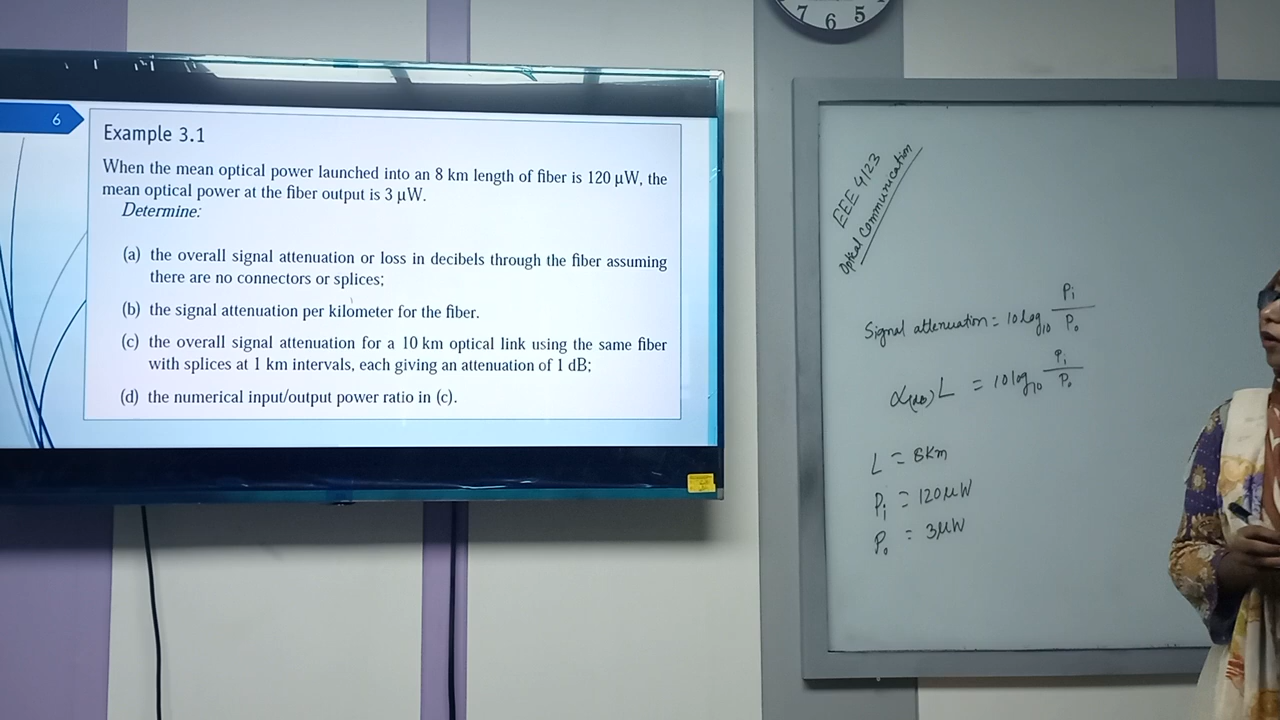 7 6 5
6
Example 3.1
When the mean optical power launched into an 8 km length of fiber is 120 μW, the
mean optical power at the fiber output is 3 μW.
Determine:
(a) the overall signal attenuation or loss in decibels through the fiber assuming
there are no connectors or splices;
(b) the signal attenuation per kilometer for the fiber.
(c) the overall signal attenuation for a 10 km optical link using the same fiber
with splices at 1 km intervals, each giving an attenuation of 1 dB;
(d) the numerical input/output power ratio in (c).
EEE 4123
Optical Communication
Signal attenuation = 10 log₁₀ Pi/Po
α(dB) L = 10 log₁₀ Pi/Po
L = 8Km
Pi = 120μW
Po = 3μW